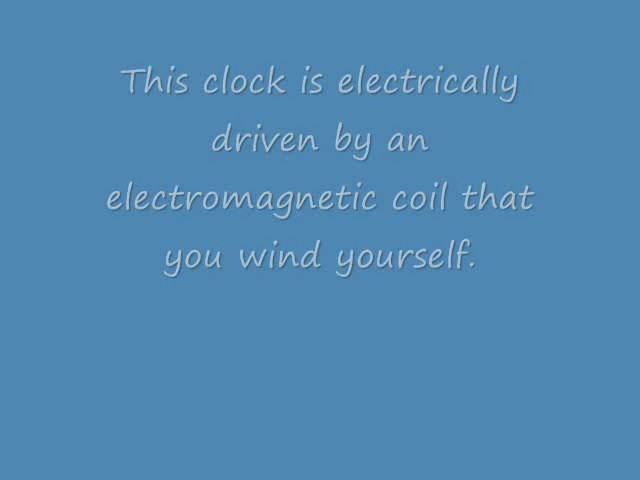 This clock is electrically
driven by an
electromagnetic coil that
you wind yourself.